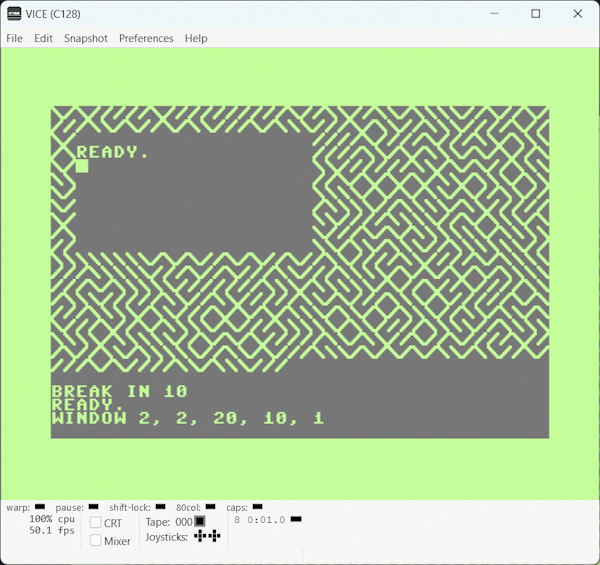 VICE (C128)
File Edit Snapshot Preferences Help
READY.
BREAK IN 10
READY.
WINDOW 2, 2, 20, 10, 1
warp: pause: shift-lock: 80col: caps:
100% cpu
50.1 fps
CRT
Mixer
Tape: 000
Joysticks:
8 0:01.0